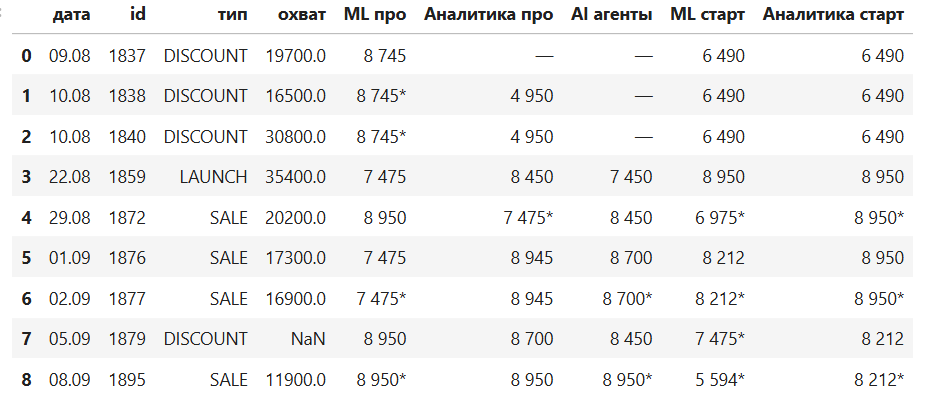 дата id тип охват ML про Аналитика про AI агенты ML старт Аналитика старт
0 09.08 1837 DISCOUNT 19700.0 8 745 — — 6 490 6 490
1 10.08 1838 DISCOUNT 16500.0 8 745* 4 950 — 6 490 6 490
2 10.08 1840 DISCOUNT 30800.0 8 745* 4 950 — 6 490 6 490
3 22.08 1859 LAUNCH 35400.0 7 475 8 450 7 450 8 950 8 950
4 29.08 1872 SALE 20200.0 8 950 7 475* 8 450 6 975* 8 950*
5 01.09 1876 SALE 17300.0 7 475 8 945 8 700 8 212 8 950
6 02.09 1877 SALE 16900.0 7 475* 8 945 8 700* 8 212* 8 950*
7 05.09 1879 DISCOUNT NaN 8 950 8 700 8 450 7 475* 8 212
8 08.09 1895 SALE 11900.0 8 950* 8 950 8 950* 5 594* 8 212*